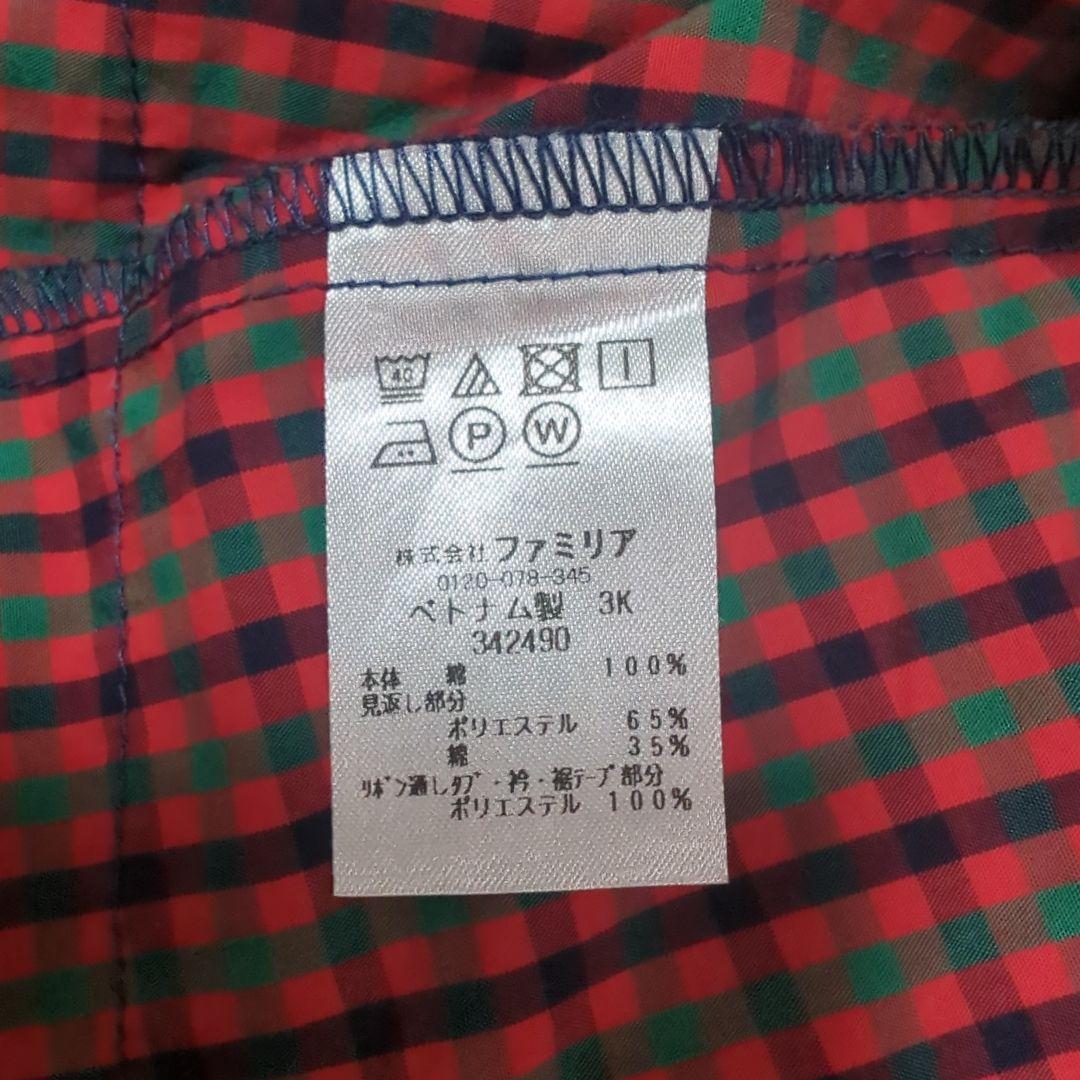 40
P W
株式会社 ファミリア
0120-078-345
ベトナム製 3K
342490
本体 綿 100%
見返し部分
ポリエステル 65%
綿 35%
ﾘﾎﾞﾝ通しﾀﾌﾞ・衿・裾ﾃｰﾌﾟ部分
ポリエステル 100%